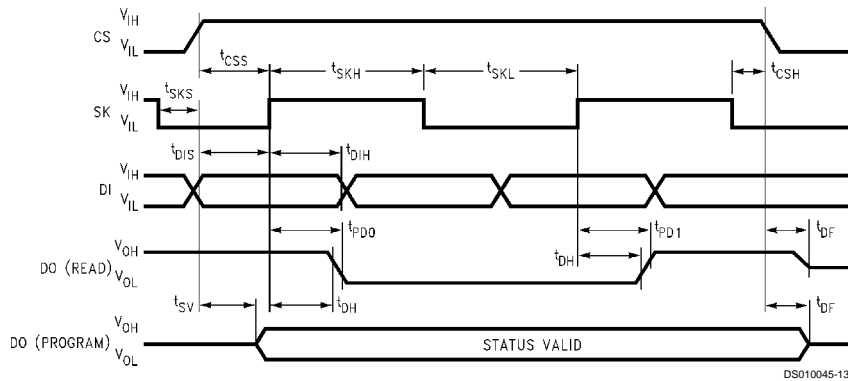 V_IH
CS
V_IL
t_CSS
t_SKH
t_SKL
t_CSH
V_IH
t_SKS
SK
V_IL
t_DIS
t_DIH
V_IH
DI
V_IL
t_PD0
t_PD1
t_DF
V_OH
DO (READ)
V_OL
t_DH
t_SV
t_DH
t_DF
V_OH
DO (PROGRAM)
V_OL
STATUS VALID
DS010045-13